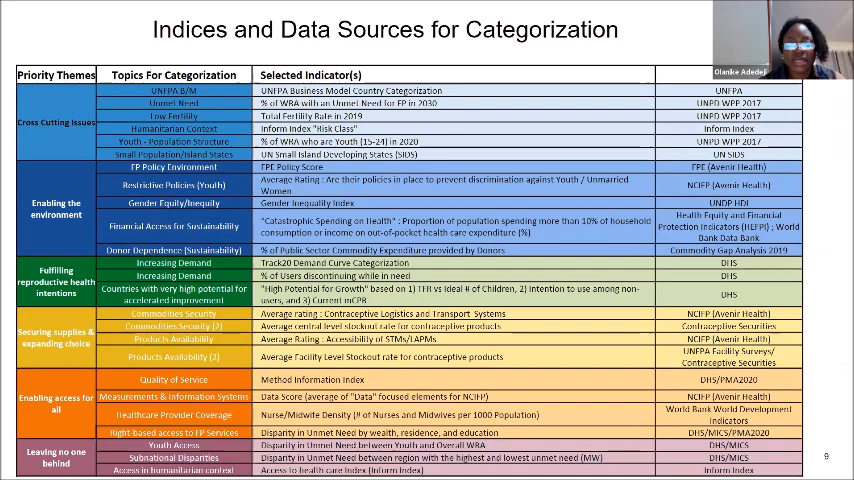 Indices and Data Sources for Categorization
Olanike Adedeji
Priority Themes Topics For Categorization Selected Indicator(s)
Cross Cutting Issues
UNFPA B/M UNFPA Business Model Country Categorization UNFPA
Unmet Need % of WRA with an Unmet Need for FP in 2030 UNPD WPP 2017
Low Fertility Total Fertility Rate in 2019 UNPD WPP 2017
Humanitarian Context Inform Index "Risk Class" Inform Index
Youth - Population Structure % of WRA who are Youth (15-24) in 2020 UNPD WPP 2017
Small Population/Island States UN Small Island Developing States (SIDS) UN SIDS
Enabling the
environment
FP Policy Environment FPE Policy Score FPE (Avenir Health)
Restrictive Policies (Youth) Average Rating : Are their policies in place to prevent discrimination against Youth / Unmarried
Women NCIFP (Avenir Health)
Gender Equity/Inequity Gender Inequality Index UNDP HDI
Financial Access for Sustainability "Catastrophic Spending on Health" : Proportion of population spending more than 10% of household
consumption or income on out-of-pocket health care expenditure (%)
Health Equity and Financial
Protection Indicators (HEFPI) ; World
Bank Data Bank
Donor Dependence (Sustainability) % of Public Sector Commodity Expenditure provided by Donors Commodity Gap Analysis 2019
Fulfilling
reproductive health
intentions
Increasing Demand Track20 Demand Curve Categorization DHS
Increasing Demand % of Users discontinuing while in need DHS
Countries with very high potential for
accelerated improvement
"High Potential for Growth" based on 1) TFR vs Ideal # of Children, 2) Intention to use among non-
users, and 3) Current mCPR
DHS
Securing supplies &
expanding choice
Commodities Security Average rating : Contraceptive Logistics and Transport Systems NCIFP (Avenir Health)
Commodities Security (2) Average central level stockout rate for contraceptive products Contraceptive Securities
Products Availability Average Rating : Accessibility of STMs/LAPMs NCIFP (Avenir Health)
Products Availability (2) Average Facility Level Stockout rate for contraceptive products
UNFPA Facility Surveys/
Contraceptive Securities
Enabling access for
all
Quality of Service Method Information Index DHS/PMA2020
Measurements & Information Systems Data Score (average of "Data" focused elements for NCIFP) NCIFP (Avenir Health)
Healthcare Provider Coverage Nurse/Midwife Density (# of Nurses and Midwives per 1000 Population)
World Bank World Development
Indicators
Right-based access to FP Services Disparity in Unmet Need by wealth, residence, and education DHS/MICS/PMA2020
Leaving no one
behind
Youth Access Disparity in Unmet Need between Youth and Overall WRA DHS/MICS
Subnational Disparities Disparity in Unmet Need between region with the highest and lowest unmet need (MW) DHS/MICS
Access in humanitarian context Access to health care Index (Inform Index) Inform Index
9